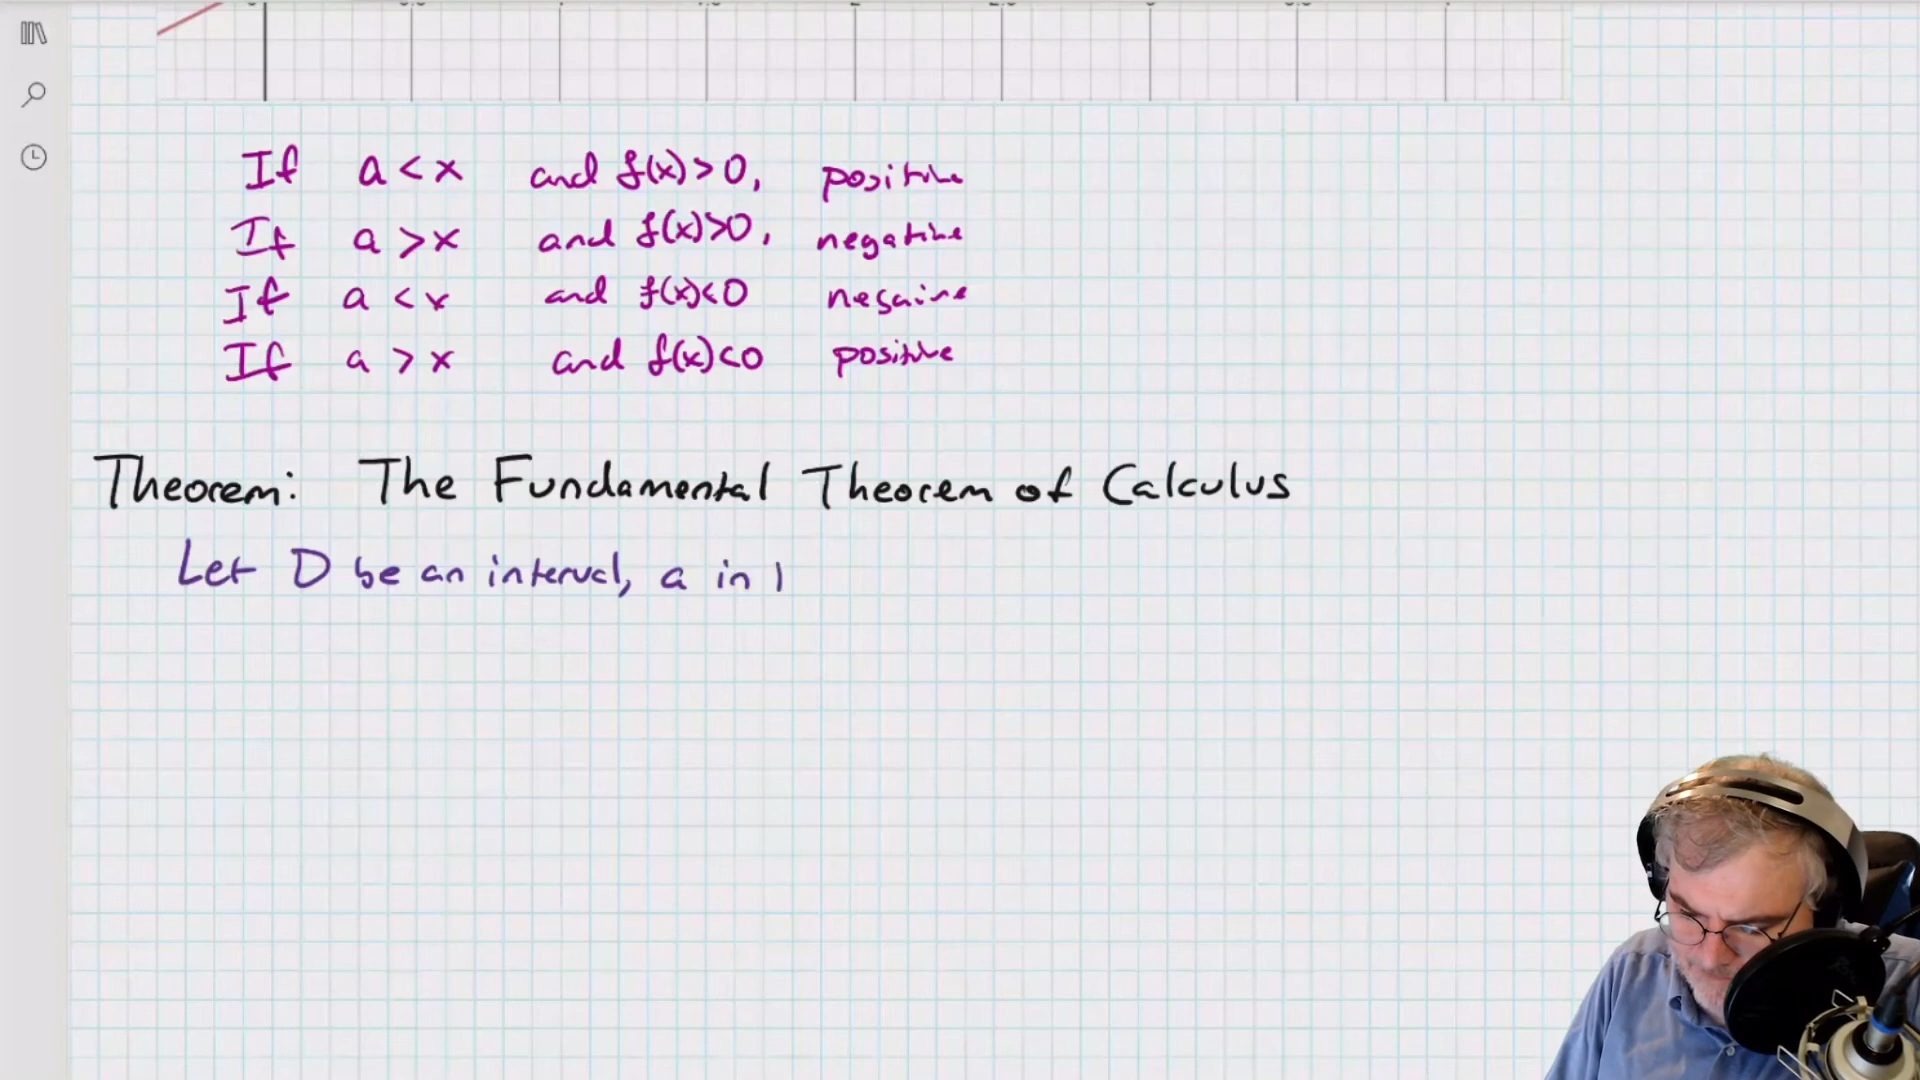 If a < x and f(x) > 0, positive
If a > x and f(x) > 0, negative
If a < x and f(x) < 0 negaive
If a > x and f(x) < 0 positive
Theorem: The Fundamental Theorem of Calculus
Let D be an interval, a in